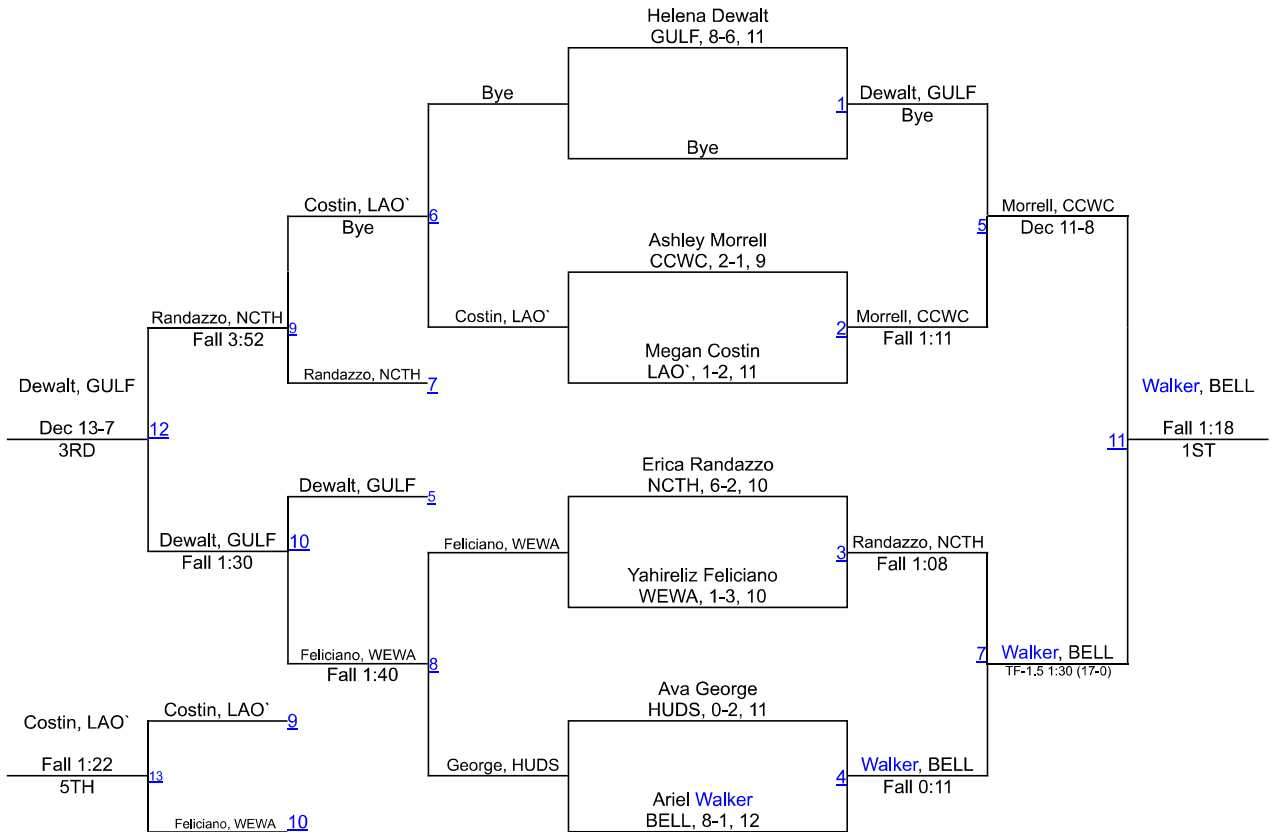 Helena Dewalt
GULF, 8-6, 11
Bye
1
Dewalt, GULF
Bye
Bye
Costin, LAO`
Bye
6
Ashley Morrell
CCWC, 2-1, 9
5
Morrell, CCWC
Dec 11-8
Randazzo, NCTH
Fall 3:52
9
Costin, LAO`
2
Morrell, CCWC
Fall 1:11
Megan Costin
LAO`, 1-2, 11
Randazzo, NCTH
7
Dewalt, GULF
Dec 13-7
3RD
12
Walker, BELL
Fall 1:18
1ST
11
Erica Randazzo
NCTH, 6-2, 10
Dewalt, GULF
5
Dewalt, GULF
Fall 1:30
10
Feliciano, WEWA
3
Randazzo, NCTH
Fall 1:08
Yahireliz Feliciano
WEWA, 1-3, 10
Feliciano, WEWA
Fall 1:40
8
7
Walker, BELL
TF-1.5 1:30 (17-0)
Ava George
HUDS, 0-2, 11
Costin, LAO`
Fall 1:22
5TH
13
Costin, LAO`
9
George, HUDS
4
Walker, BELL
Fall 0:11
Ariel Walker
BELL, 8-1, 12
Feliciano, WEWA
10